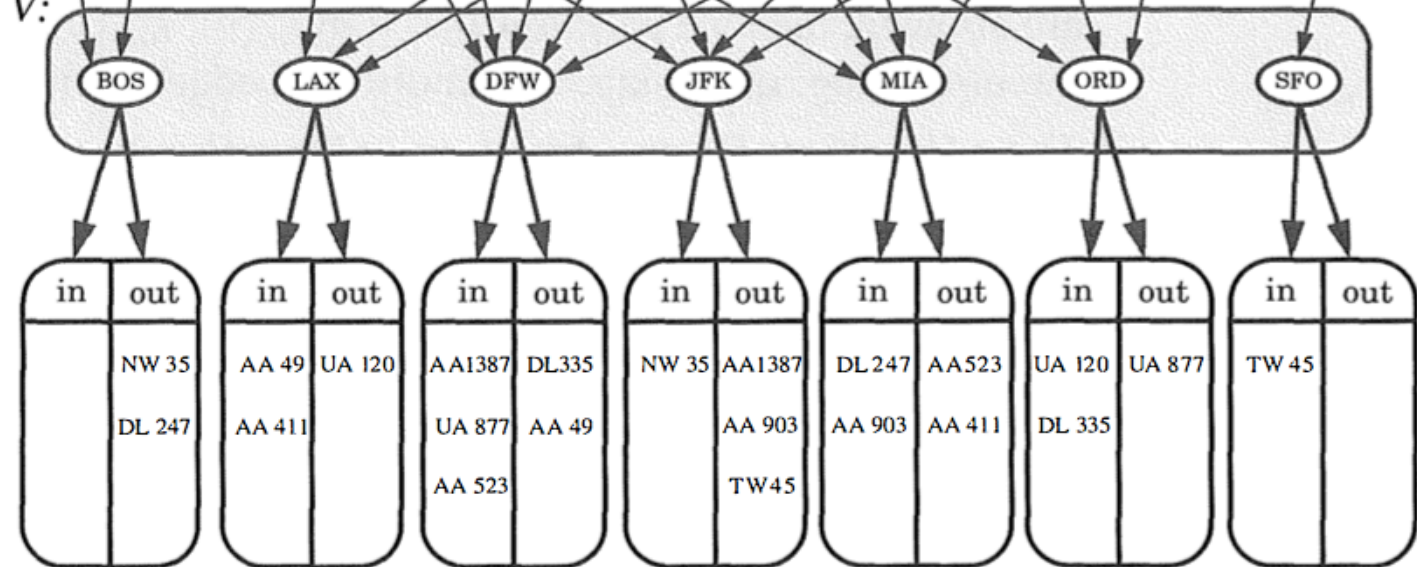 V:
BOS LAX DFW JFK MIA ORD SFO
in out in out in out in out in out in out in out
NW 35 AA 49 UA 120 AA1387 DL335 NW 35 AA1387 DL 247 AA523 UA 120 UA 877 TW 45
DL 247 AA 411 UA 877 AA 49 AA 903 AA 903 AA 411 DL 335
AA 523 TW45